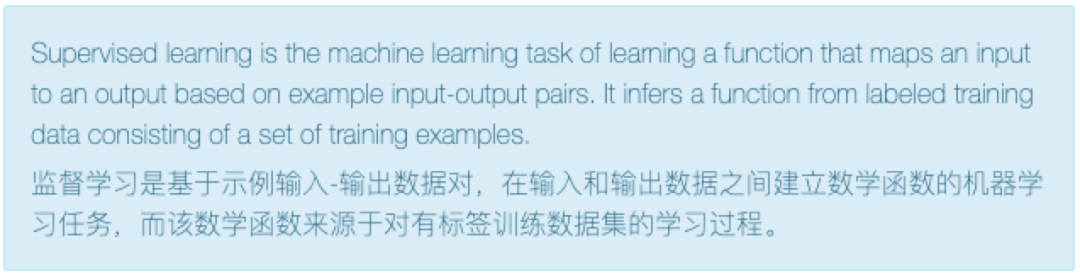 Supervised learning is the machine learning task of learning a function that maps an input
to an output based on example input-output pairs. It infers a function from labeled training
data consisting of a set of training examples.
监督学习是基于示例输入-输出数据对，在输入和输出数据之间建立数学函数的机器学
习任务，而该数学函数来源于对有标签训练数据集的学习过程。